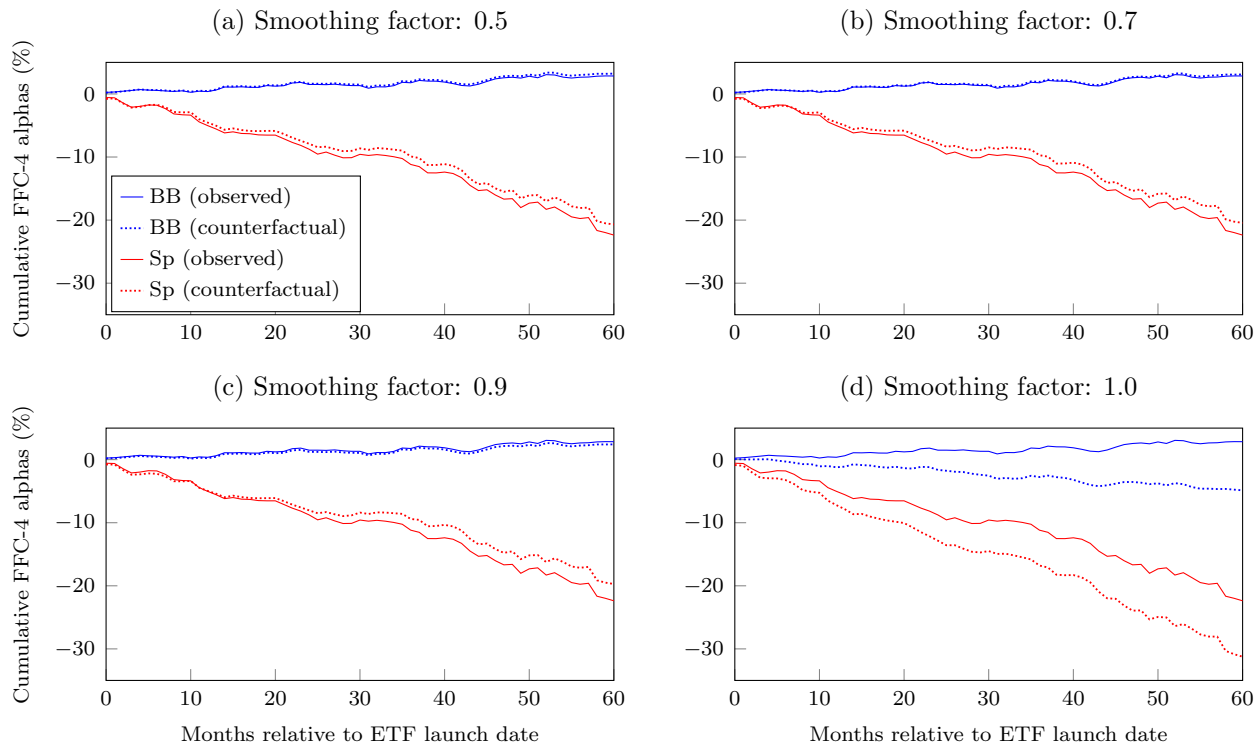 (a) Smoothing factor: 0.5
(b) Smoothing factor: 0.7
Cumulative FFC-4 alphas (%)
0
−10
−20
−30
BB (observed)
BB (counterfactual)
Sp (observed)
Sp (counterfactual)
0 10 20 30 40 50 60
0
−10
−20
−30
0 10 20 30 40 50 60
(c) Smoothing factor: 0.9
(d) Smoothing factor: 1.0
Cumulative FFC-4 alphas (%)
0
−10
−20
−30
0 10 20 30 40 50 60
Months relative to ETF launch date
0
−10
−20
−30
0 10 20 30 40 50 60
Months relative to ETF launch date